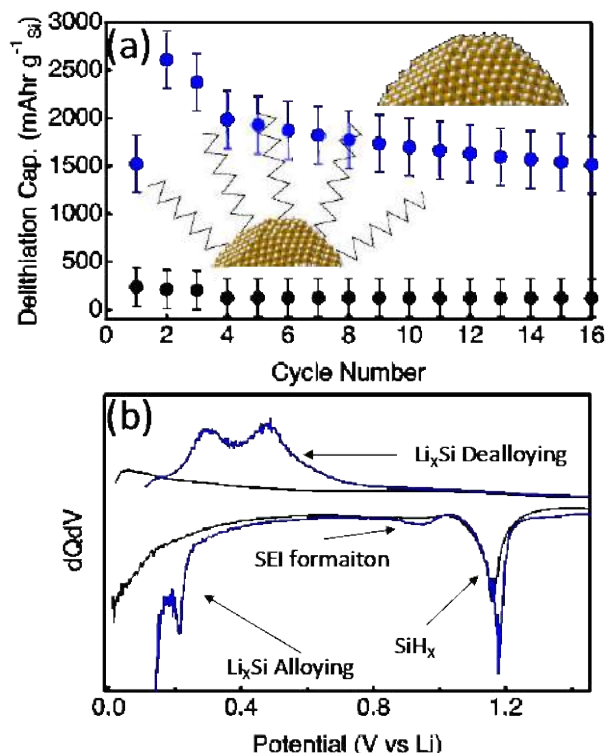 (a)
3000
2500
2000
1500
1000
500
0
0 2 4 6 8 10 12 14 16
Delithiation Cap. (mAhr g⁻¹Si)
Cycle Number
(b)
LiₓSi Dealloying
SEI formaiton
LiₓSi Alloying
SiHₓ
dQdV
0.0 0.4 0.8 1.2
Potential (V vs Li)